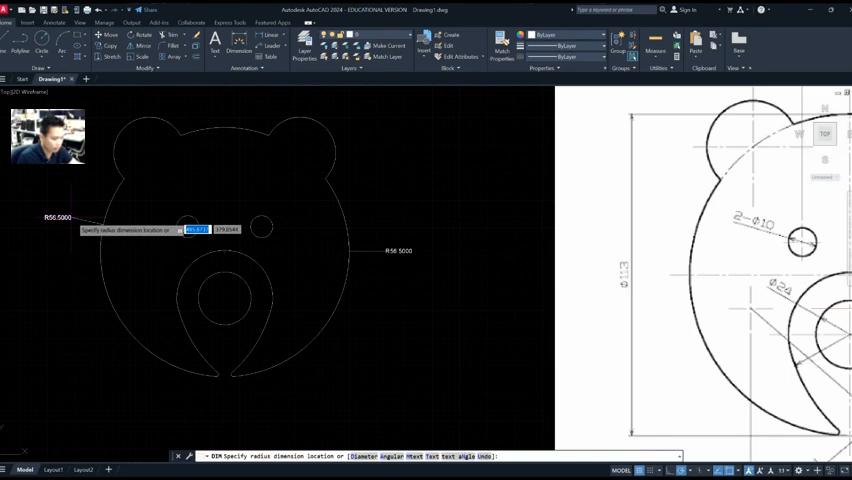 Share
Autodesk AutoCAD 2024 - EDUCATIONAL VERSION Drawing1.dwg
Type a keyword or phrase
Sign In
Home Insert Annotate View Manage Output Add-ins Collaborate Express Tools Featured Apps
Polyline Circle Arc
Move Rotate Trim
Copy Mirror Fillet
Stretch Scale Array
Text Dimension
Linear
Leader
Table
Layer Properties
0
Make Current
Match Layer
Insert
Create
Edit
Edit Attributes
Match Properties
ByLayer
ByLayer
ByLayer
Group
Measure
Paste
Base
Modify Annotation Layers Block Properties Groups Utilities Clipboard View
Start Drawing1*
Top][2D Wireframe]
N
W TOP
S
Unnamed
R56.5000
Specify radius dimension location or
379.8544
R56.5000
2-Φ10
Φ113
Φ24
DIM Specify radius dimension location or [Diameter Angular Mtext Text text aNgle Undo]:
Model Layout1 Layout2
MODEL
1:1